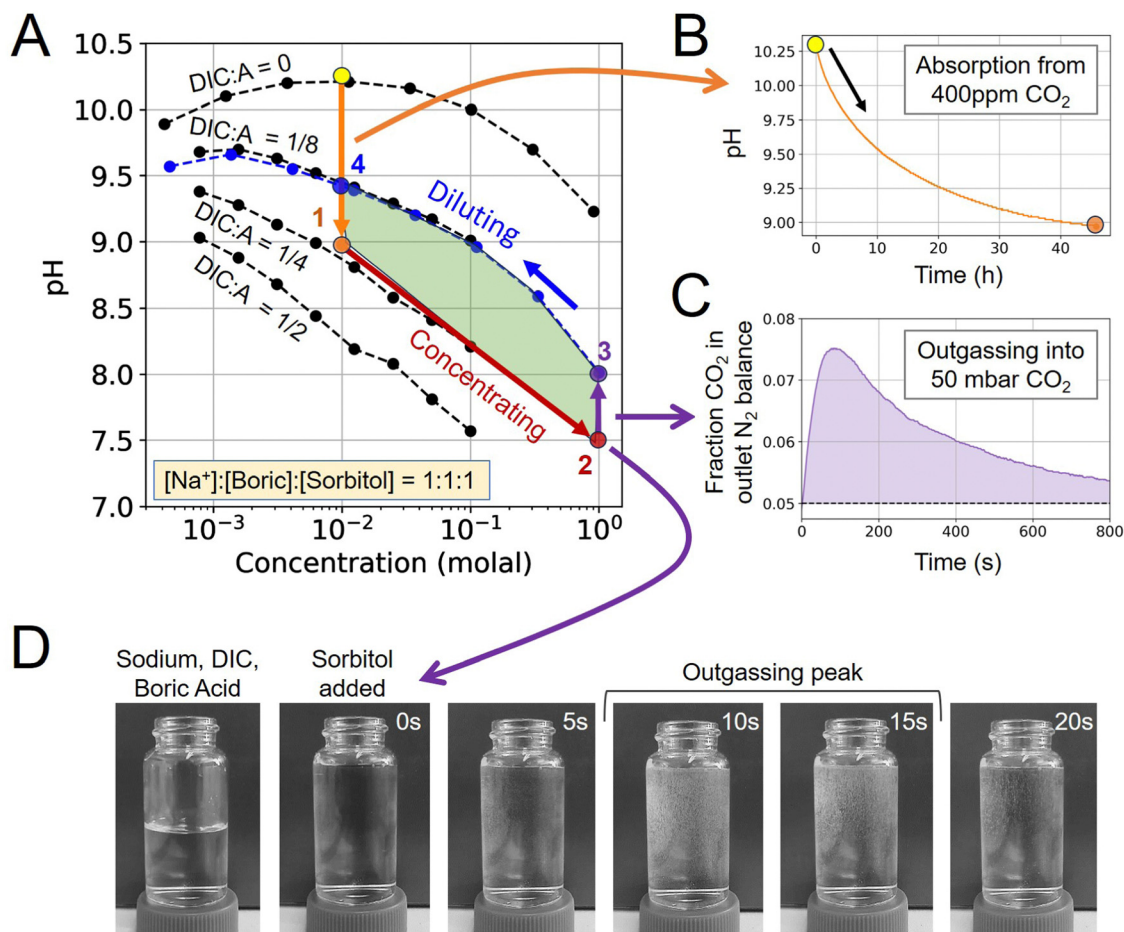 A
10.5
10.0
9.5
9.0
8.5
8.0
7.5
7.0
pH
DIC:A = 0
DIC:A = 1/8
DIC:A = 1/4
DIC:A = 1/2
4
1
Diluting
3
Concentrating
2
[Na⁺]:[Boric]:[Sorbitol] = 1:1:1
10⁻³
10⁻²
10⁻¹
10⁰
Concentration (molal)
B
10.25
10.00
9.75
9.50
9.25
9.00
pH
Absorption from
400ppm CO₂
0
10
20
30
40
Time (h)
C
0.08
0.07
0.06
0.05
Fraction CO₂ in
outlet N₂ balance
Outgassing into
50 mbar CO₂
0
200
400
600
800
Time (s)
D
Sodium, DIC,
Boric Acid
Sorbitol
added
Outgassing peak
0s
5s
10s
15s
20s